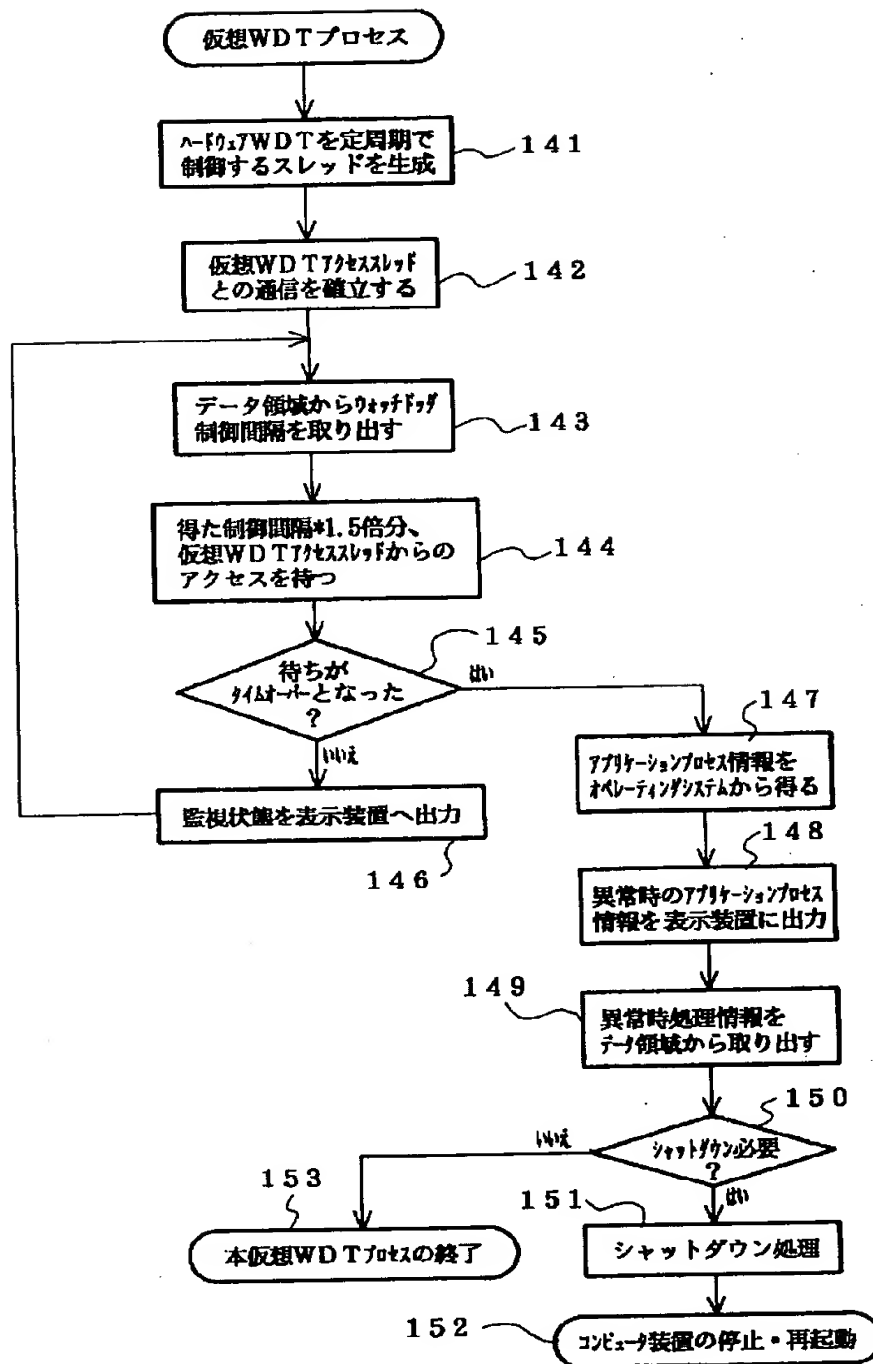 仮想WDTプロセス
ハードウェアWDTを定周期で
制御するスレッドを生成
141
仮想WDTアクセススレッド
との通信を確立する
142
データ領域からウォッチドッグ
制御間隔を取り出す
143
得た制御間隔*1.5倍分、
仮想WDTアクセススレッドからの
アクセスを待つ
144
145
待ちが
タイムオーバーとなった
?
はい
いいえ
監視状態を表示装置へ出力
146
147
アプリケーションプロセス情報を
オペレーティングシステムから得る
148
異常時のアプリケーションプロセス
情報を表示装置に出力
149
異常時処理情報を
データ領域から取り出す
150
シャットダウン必要
?
いいえ
はい
153
本仮想WDTプロセスの終了
151
シャットダウン処理
152
コンピュータ装置の停止・再起動